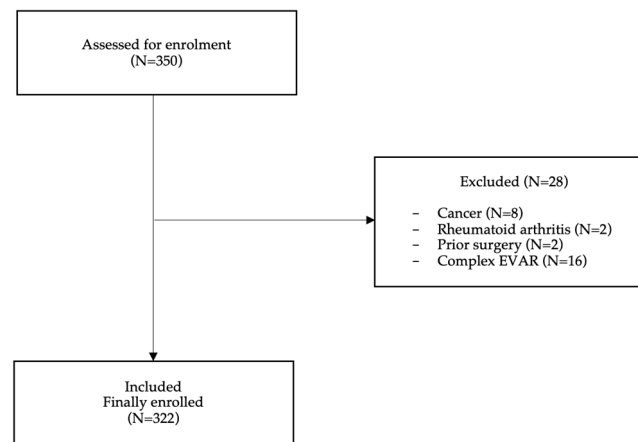 Assessed for enrolment
(N=350)
Excluded (N=28)
- Cancer (N=8)
- Rheumatoid arthritis (N=2)
- Prior surgery (N=2)
- Complex EVAR (N=16)
Included
Finally enrolled
(N=322)